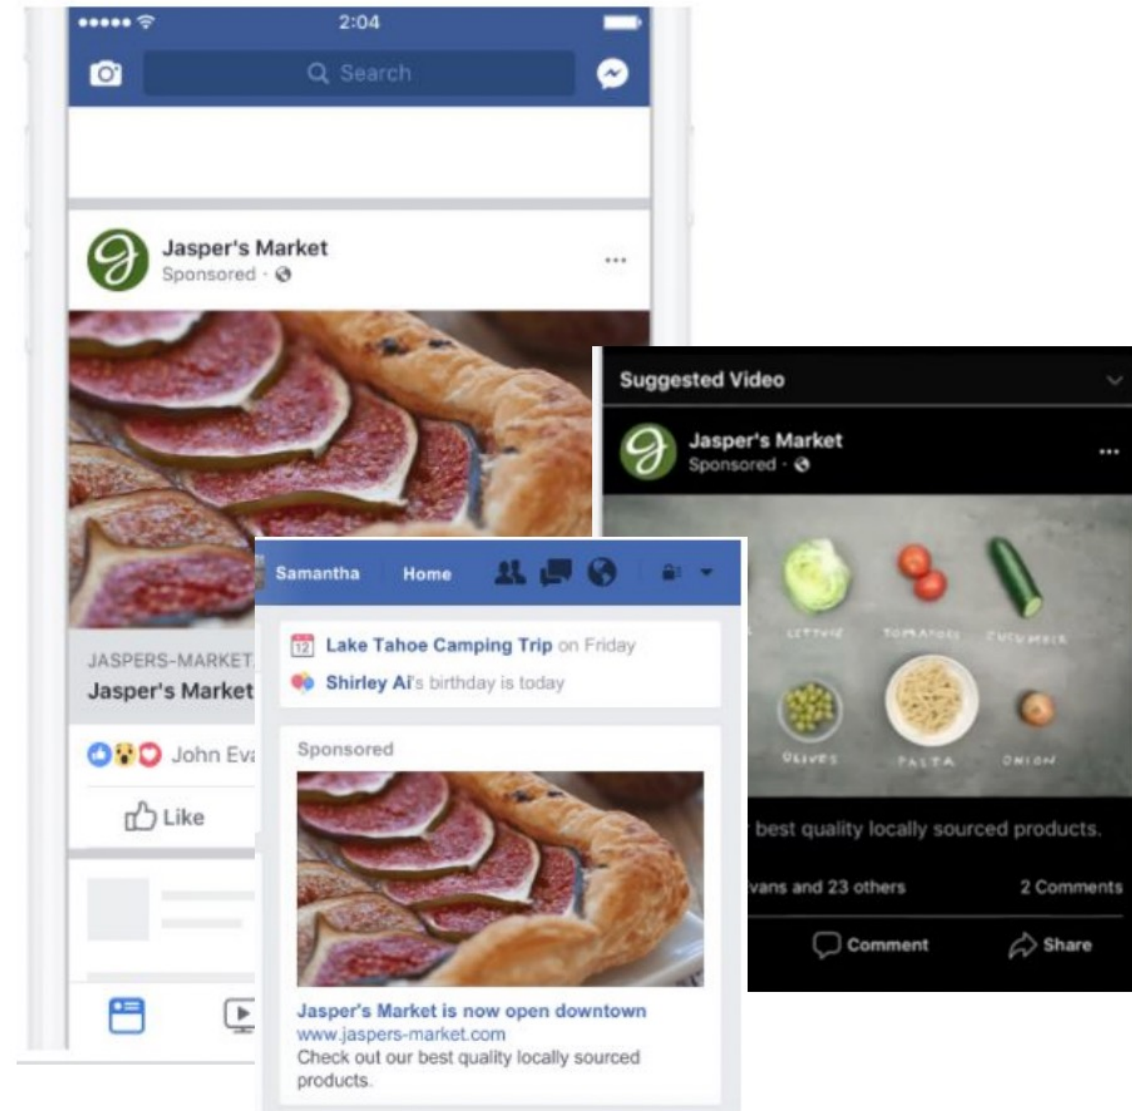 2:04
Search
Jasper's Market
Sponsored
JASPERS-MARKET.
Jasper's Market
John Eva
Like
Samantha Home
12
Lake Tahoe Camping Trip on Friday
Shirley Ai's birthday is today
Sponsored
Jasper's Market is now open downtown
www.jaspers-market.com
Check out our best quality locally sourced
products.
Suggested Video
Jasper's Market
Sponsored
LETTUCE TOMATOES CUCUMBER
OLIVES PASTA ONION
best quality locally sourced products.
vans and 23 others 2 Comments
Comment Share